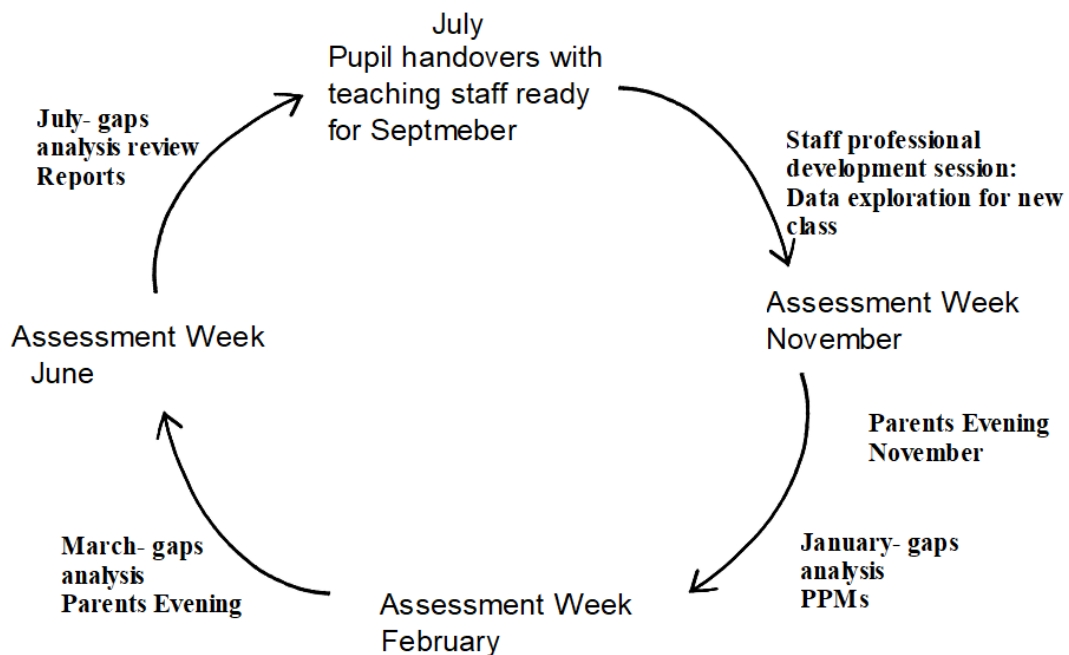 July
Pupil handovers with
teaching staff ready
for Septmeber
Staff professional
development session:
Data exploration for new
class
Assessment Week
November
Parents Evening
November
January- gaps
analysis
PPMs
Assessment Week
February
March- gaps
analysis
Parents Evening
Assessment Week
June
July- gaps
analysis review
Reports